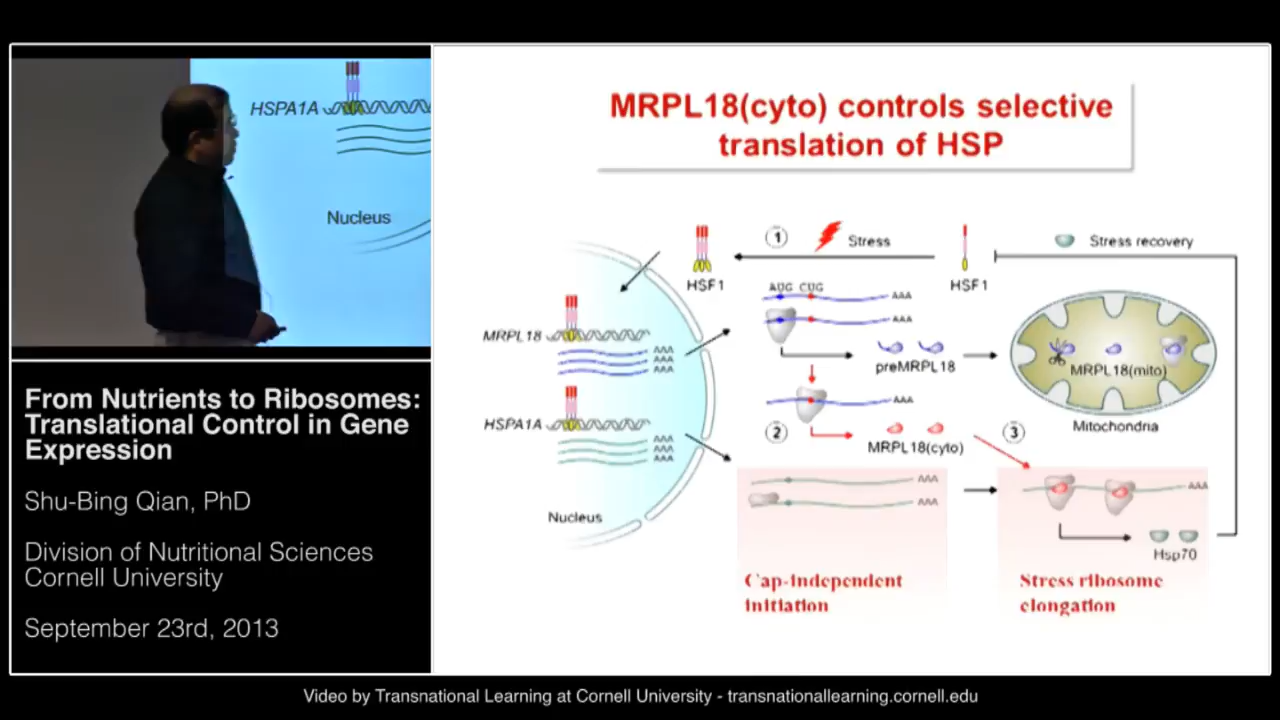 HSPA1A
Nucleus
From Nutrients to Ribosomes:
Translational Control in Gene
Expression
Shu-Bing Qian, PhD
Division of Nutritional Sciences
Cornell University
September 23rd, 2013
MRPL18(cyto) controls selective
translation of HSP
1
Stress
Stress recovery
HSF1
HSF1
AUG CUG
AAA
AAA
MRPL18
AAA
AAA
AAA
preMRPL18
MRPL18(mito)
Mitochondria
HSPA1A
AAA
AAA
AAA
AAA
2
MRPL18(cyto)
3
Nucleus
AAA
AAA
AAA
Hsp70
Cap-independent
initiation
Stress ribosome
elongation
Video by Transnational Learning at Cornell University - transnationallearning.cornell.edu